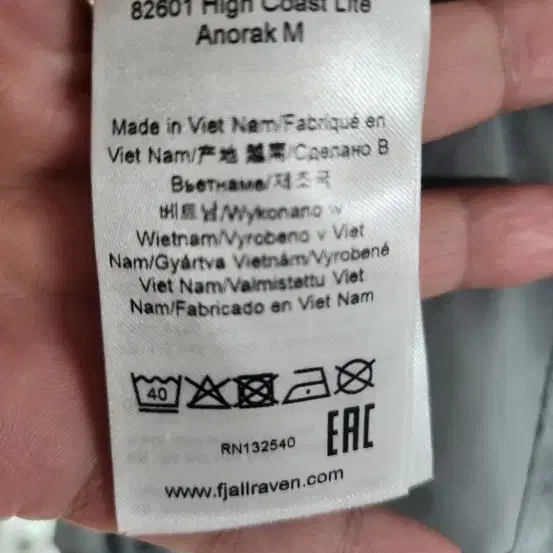 82601 High Coast Lite
Anorak M
Made in Viet Nam/Fabriqué en
Viet Nam/产地 越南/Сделано в
Вьетнаме/제조국
베트남/Wykonano w
Wietnam/Vyrobeno v Viet
Nam/Gyártva Vietnám/Vyrobené
Viet Nam/Valmistettu Viet
Nam/Fabricado en Viet Nam
40
RN132540
EAC
www.fjallraven.com